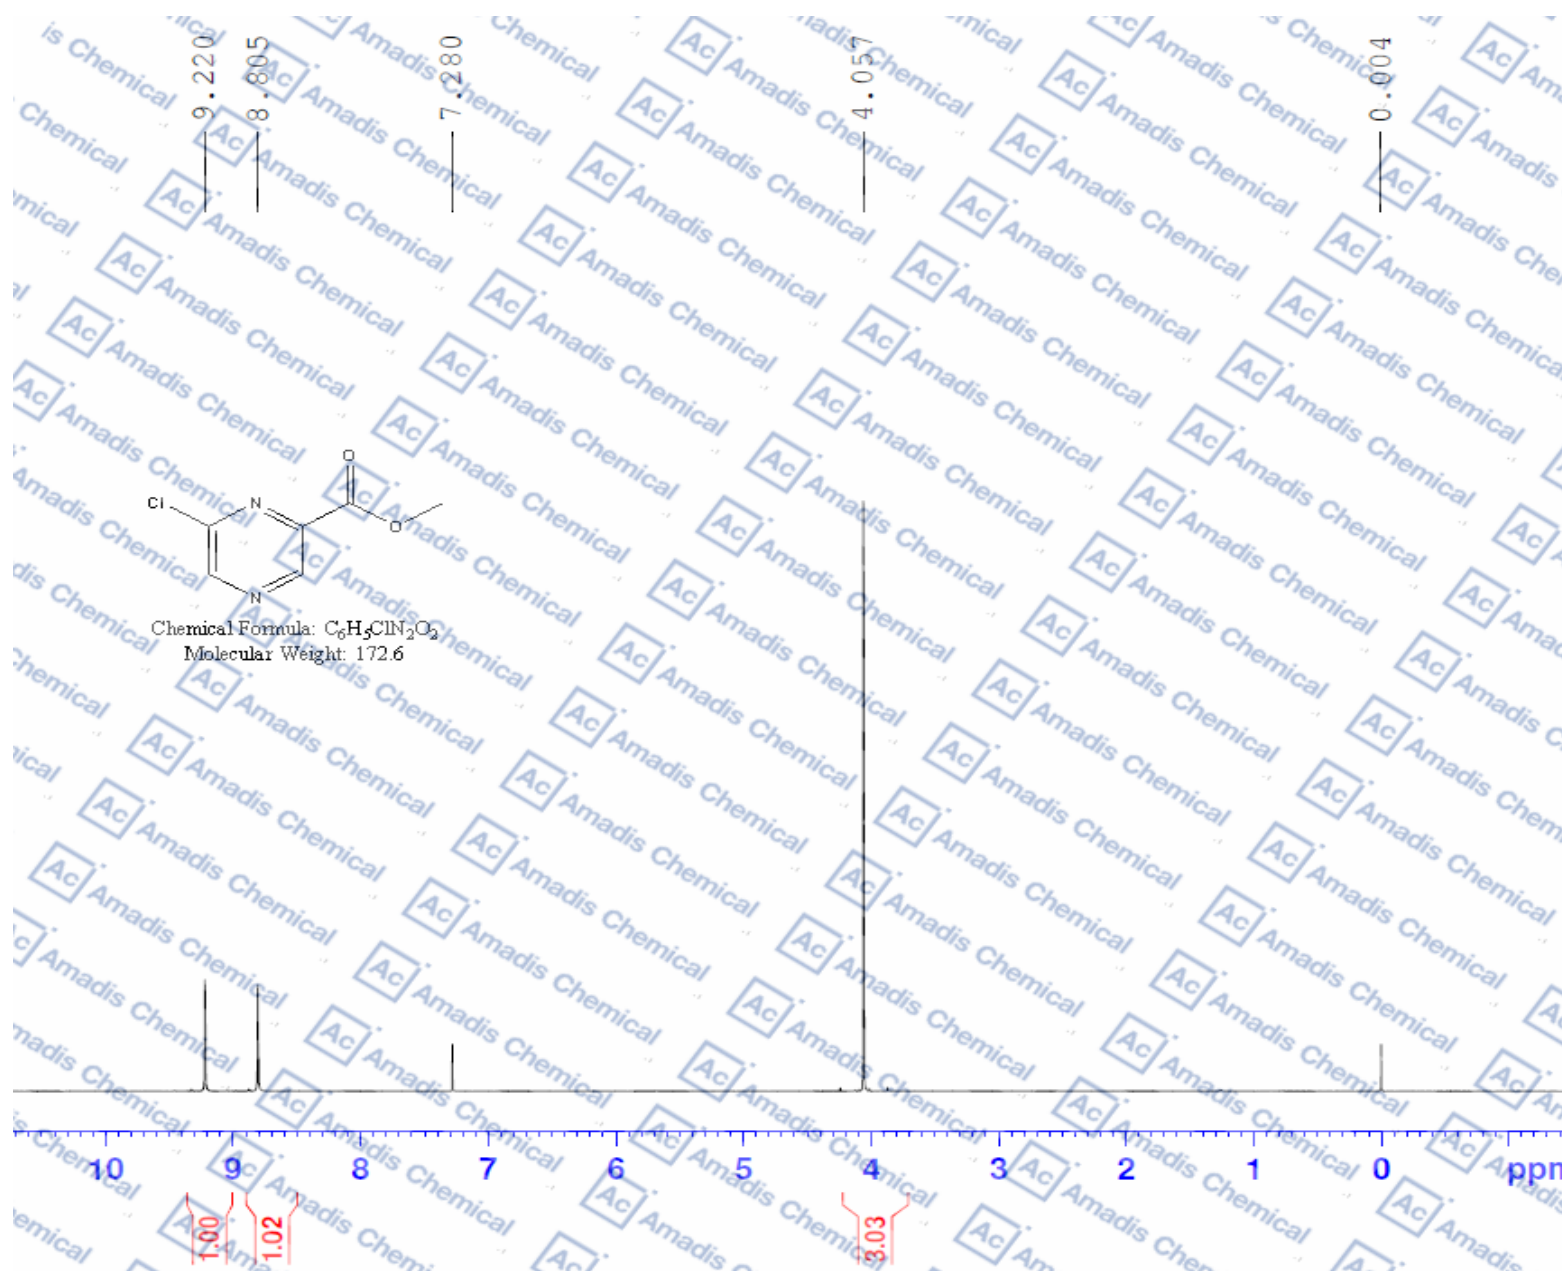 9.220
8.805
7.280
4.057
0.004
O
Cl N
O
N
Chemical Formula: C₆H₅ClN₂O₂
Molecular Weight: 172.6
10 9 8 7 6 5 4 3 2 1 0 ppm
1.00 1.02 3.03
Ac Amadis Chemical